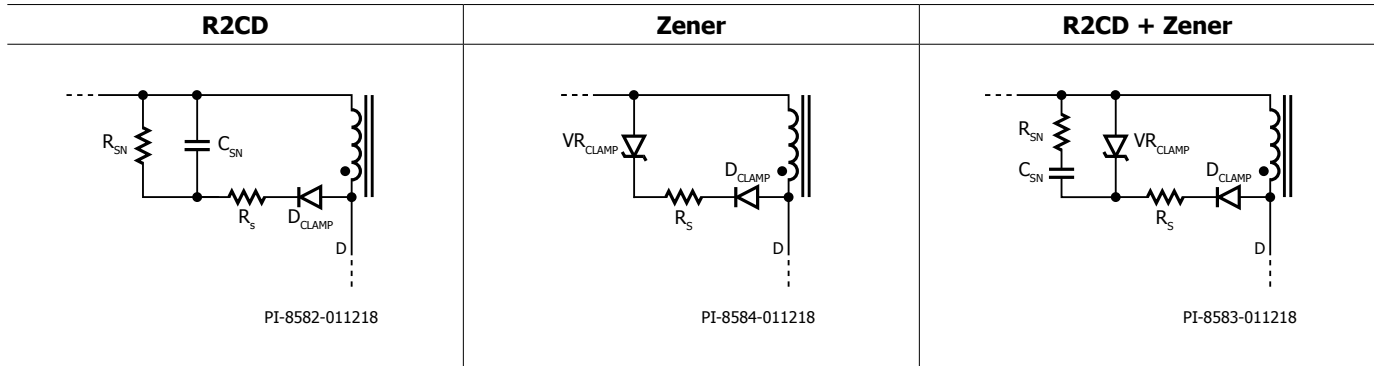 R2CD
Zener
R2CD + Zener
RSN
CSN
Rs
DCLAMP
D
PI-8582-011218
VRCLAMP
DCLAMP
RS
D
PI-8584-011218
RSN
CSN
VRCLAMP
DCLAMP
RS
D
PI-8583-011218